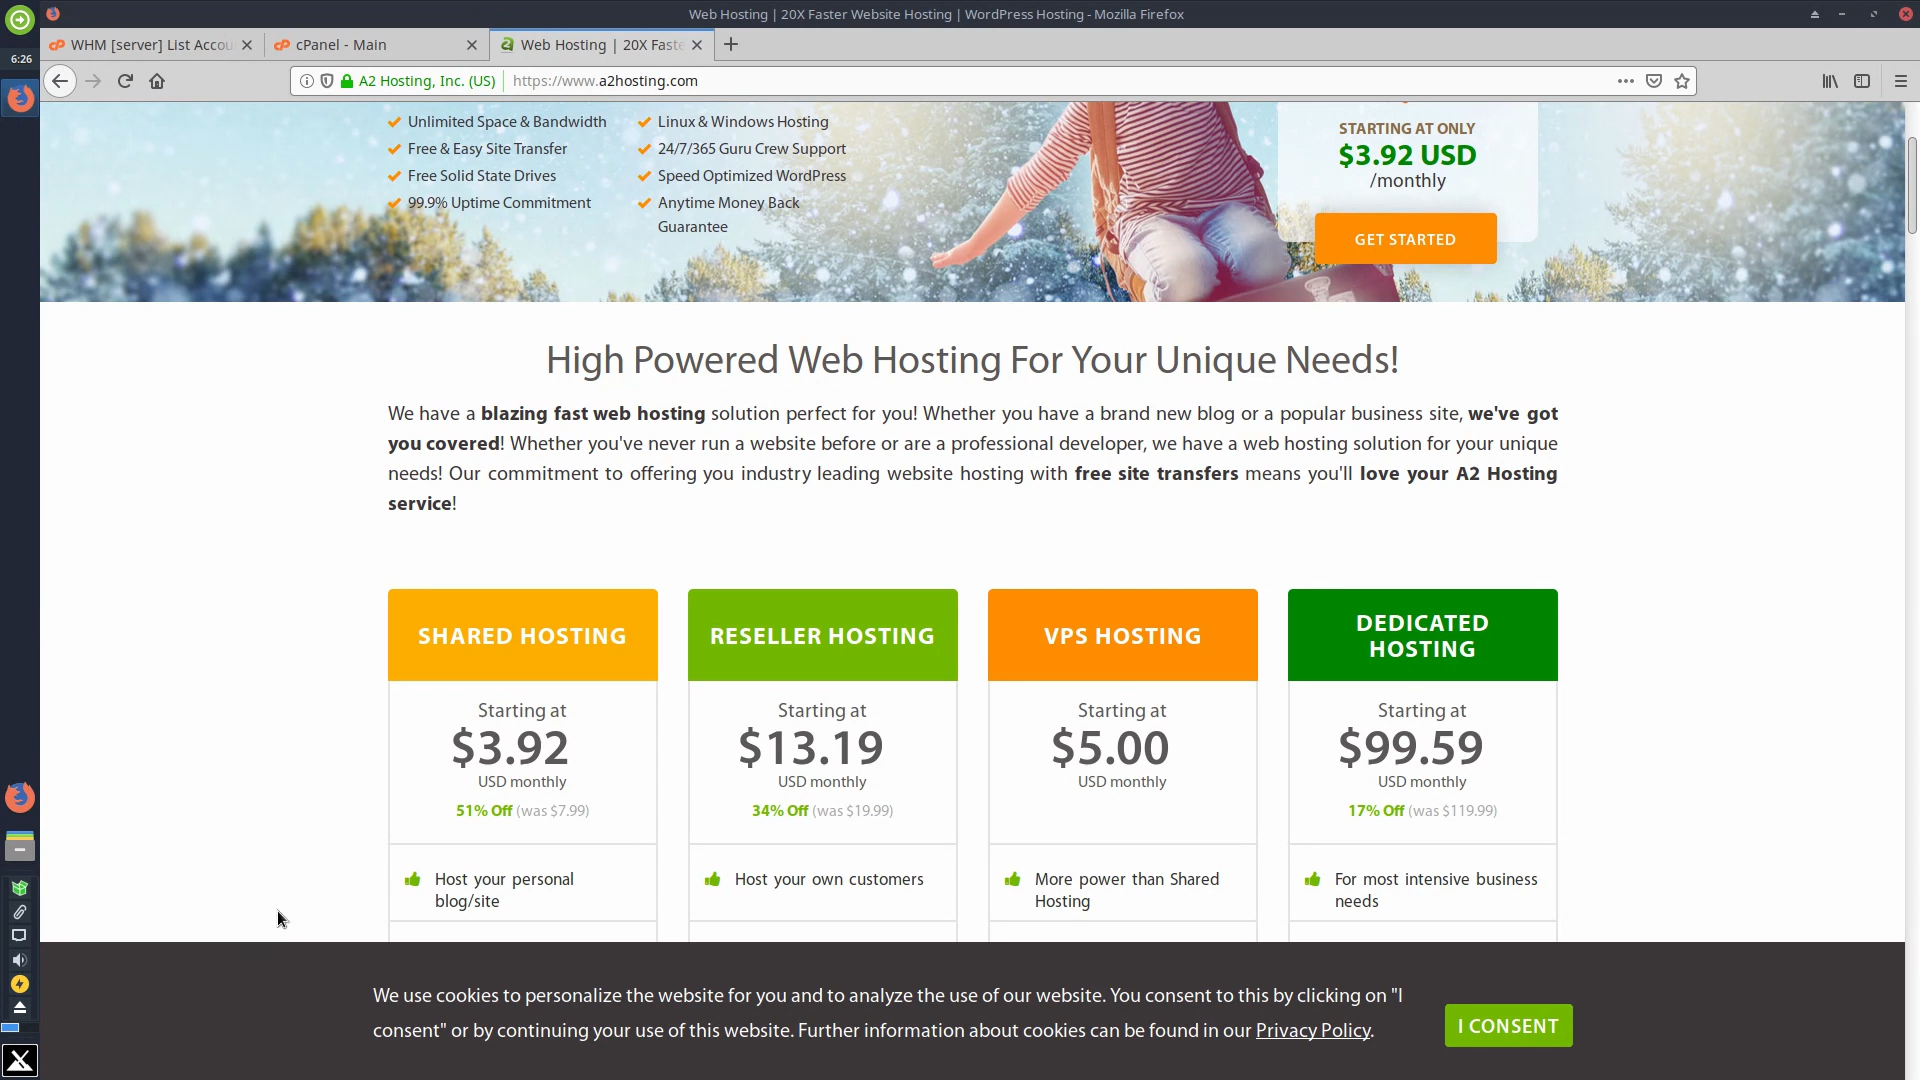 Web Hosting | 20X Faster Website Hosting | WordPress Hosting - Mozilla Firefox
6:26
WHM [server] List Accou
cPanel - Main
Web Hosting | 20X Faste
A2 Hosting, Inc. (US)
https://www.a2hosting.com
Unlimited Space & Bandwidth
Free & Easy Site Transfer
Free Solid State Drives
99.9% Uptime Commitment
Linux & Windows Hosting
24/7/365 Guru Crew Support
Speed Optimized WordPress
Anytime Money Back
Guarantee
STARTING AT ONLY
$3.92 USD
/monthly
GET STARTED
High Powered Web Hosting For Your Unique Needs!
We have a blazing fast web hosting solution perfect for you! Whether you have a brand new blog or a popular business site, we've got
you covered! Whether you've never run a website before or are a professional developer, we have a web hosting solution for your unique
needs! Our commitment to offering you industry leading website hosting with free site transfers means you'll love your A2 Hosting
service!
SHARED HOSTING
Starting at
$3.92
USD monthly
51% Off (was $7.99)
Host your personal
blog/site
RESELLER HOSTING
Starting at
$13.19
USD monthly
34% Off (was $19.99)
Host your own customers
VPS HOSTING
Starting at
$5.00
USD monthly
More power than Shared
Hosting
DEDICATED
HOSTING
Starting at
$99.59
USD monthly
17% Off (was $119.99)
For most intensive business
needs
We use cookies to personalize the website for you and to analyze the use of our website. You consent to this by clicking on "I
consent" or by continuing your use of this website. Further information about cookies can be found in our Privacy Policy.
I CONSENT